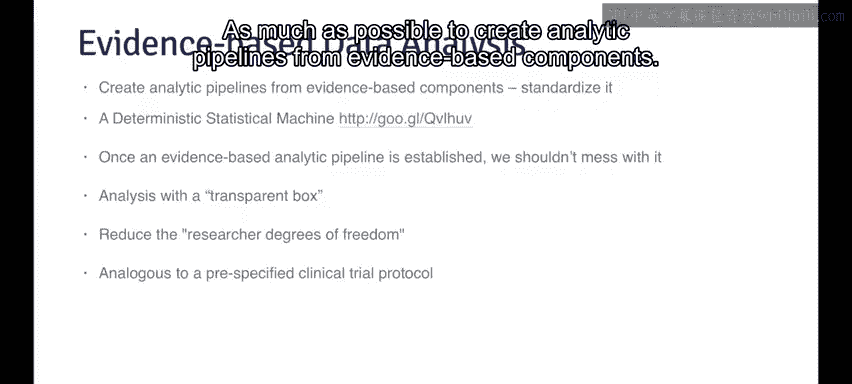 As much as possible to create analytic
pipelines from evidence-based components.
Evidence-based Data Analysis
· Create analytic pipelines from evidence-based components – standardize it
· A Deterministic Statistical Machine http://goo.gl/Qvlhuv
· Once an evidence-based analytic pipeline is established, we shouldn't mess with it
· Analysis with a “transparent box”
· Reduce the "researcher degrees of freedom"
· Analogous to a pre-specified clinical trial protocol